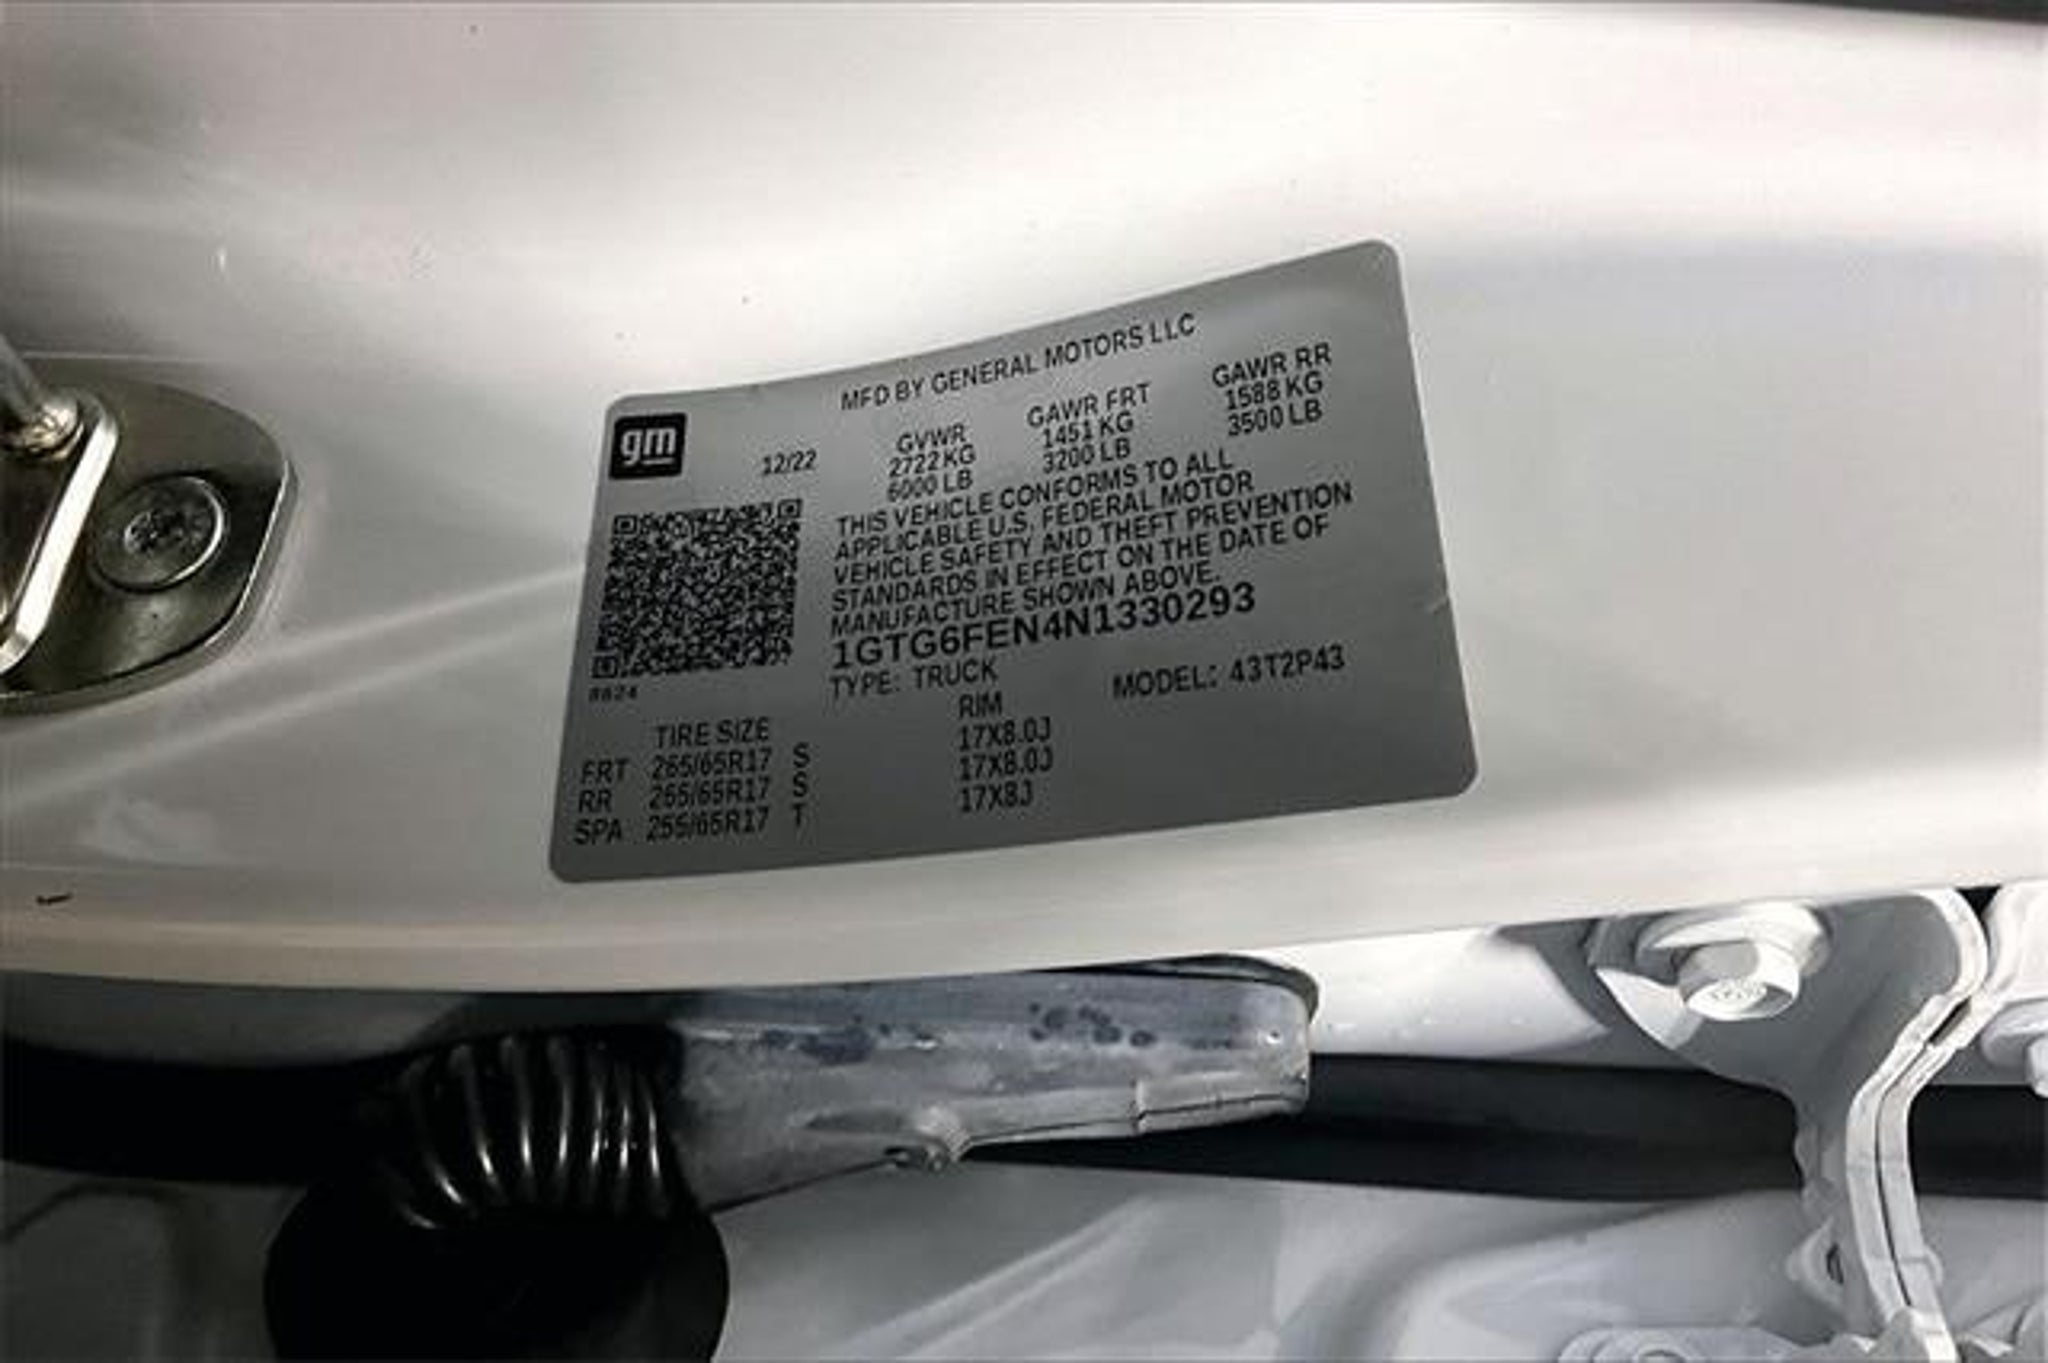 MFD BY GENERAL MOTORS LLC
gm
12/22
GVWR
2722KG
6000 LB
GAWR FRT
1451 KG
3200 LB
GAWR RR
1588 KG
3500 LB
THIS VEHICLE CONFORMS TO ALL
APPLICABLE U.S. FEDERAL MOTOR
VEHICLE SAFETY AND THEFT PREVENTION
STANDARDS IN EFFECT ON THE DATE OF
MANUFACTURE SHOWN ABOVE.
1GTG6FEN4N1330293
TYPE: TRUCK MODEL: 43T2P43
TIRE SIZE RIM
FRT 265/65R17 S 17X8.0J
RR 265/65R17 S 17X8.0J
SPA 255/65R17 T 17X8J